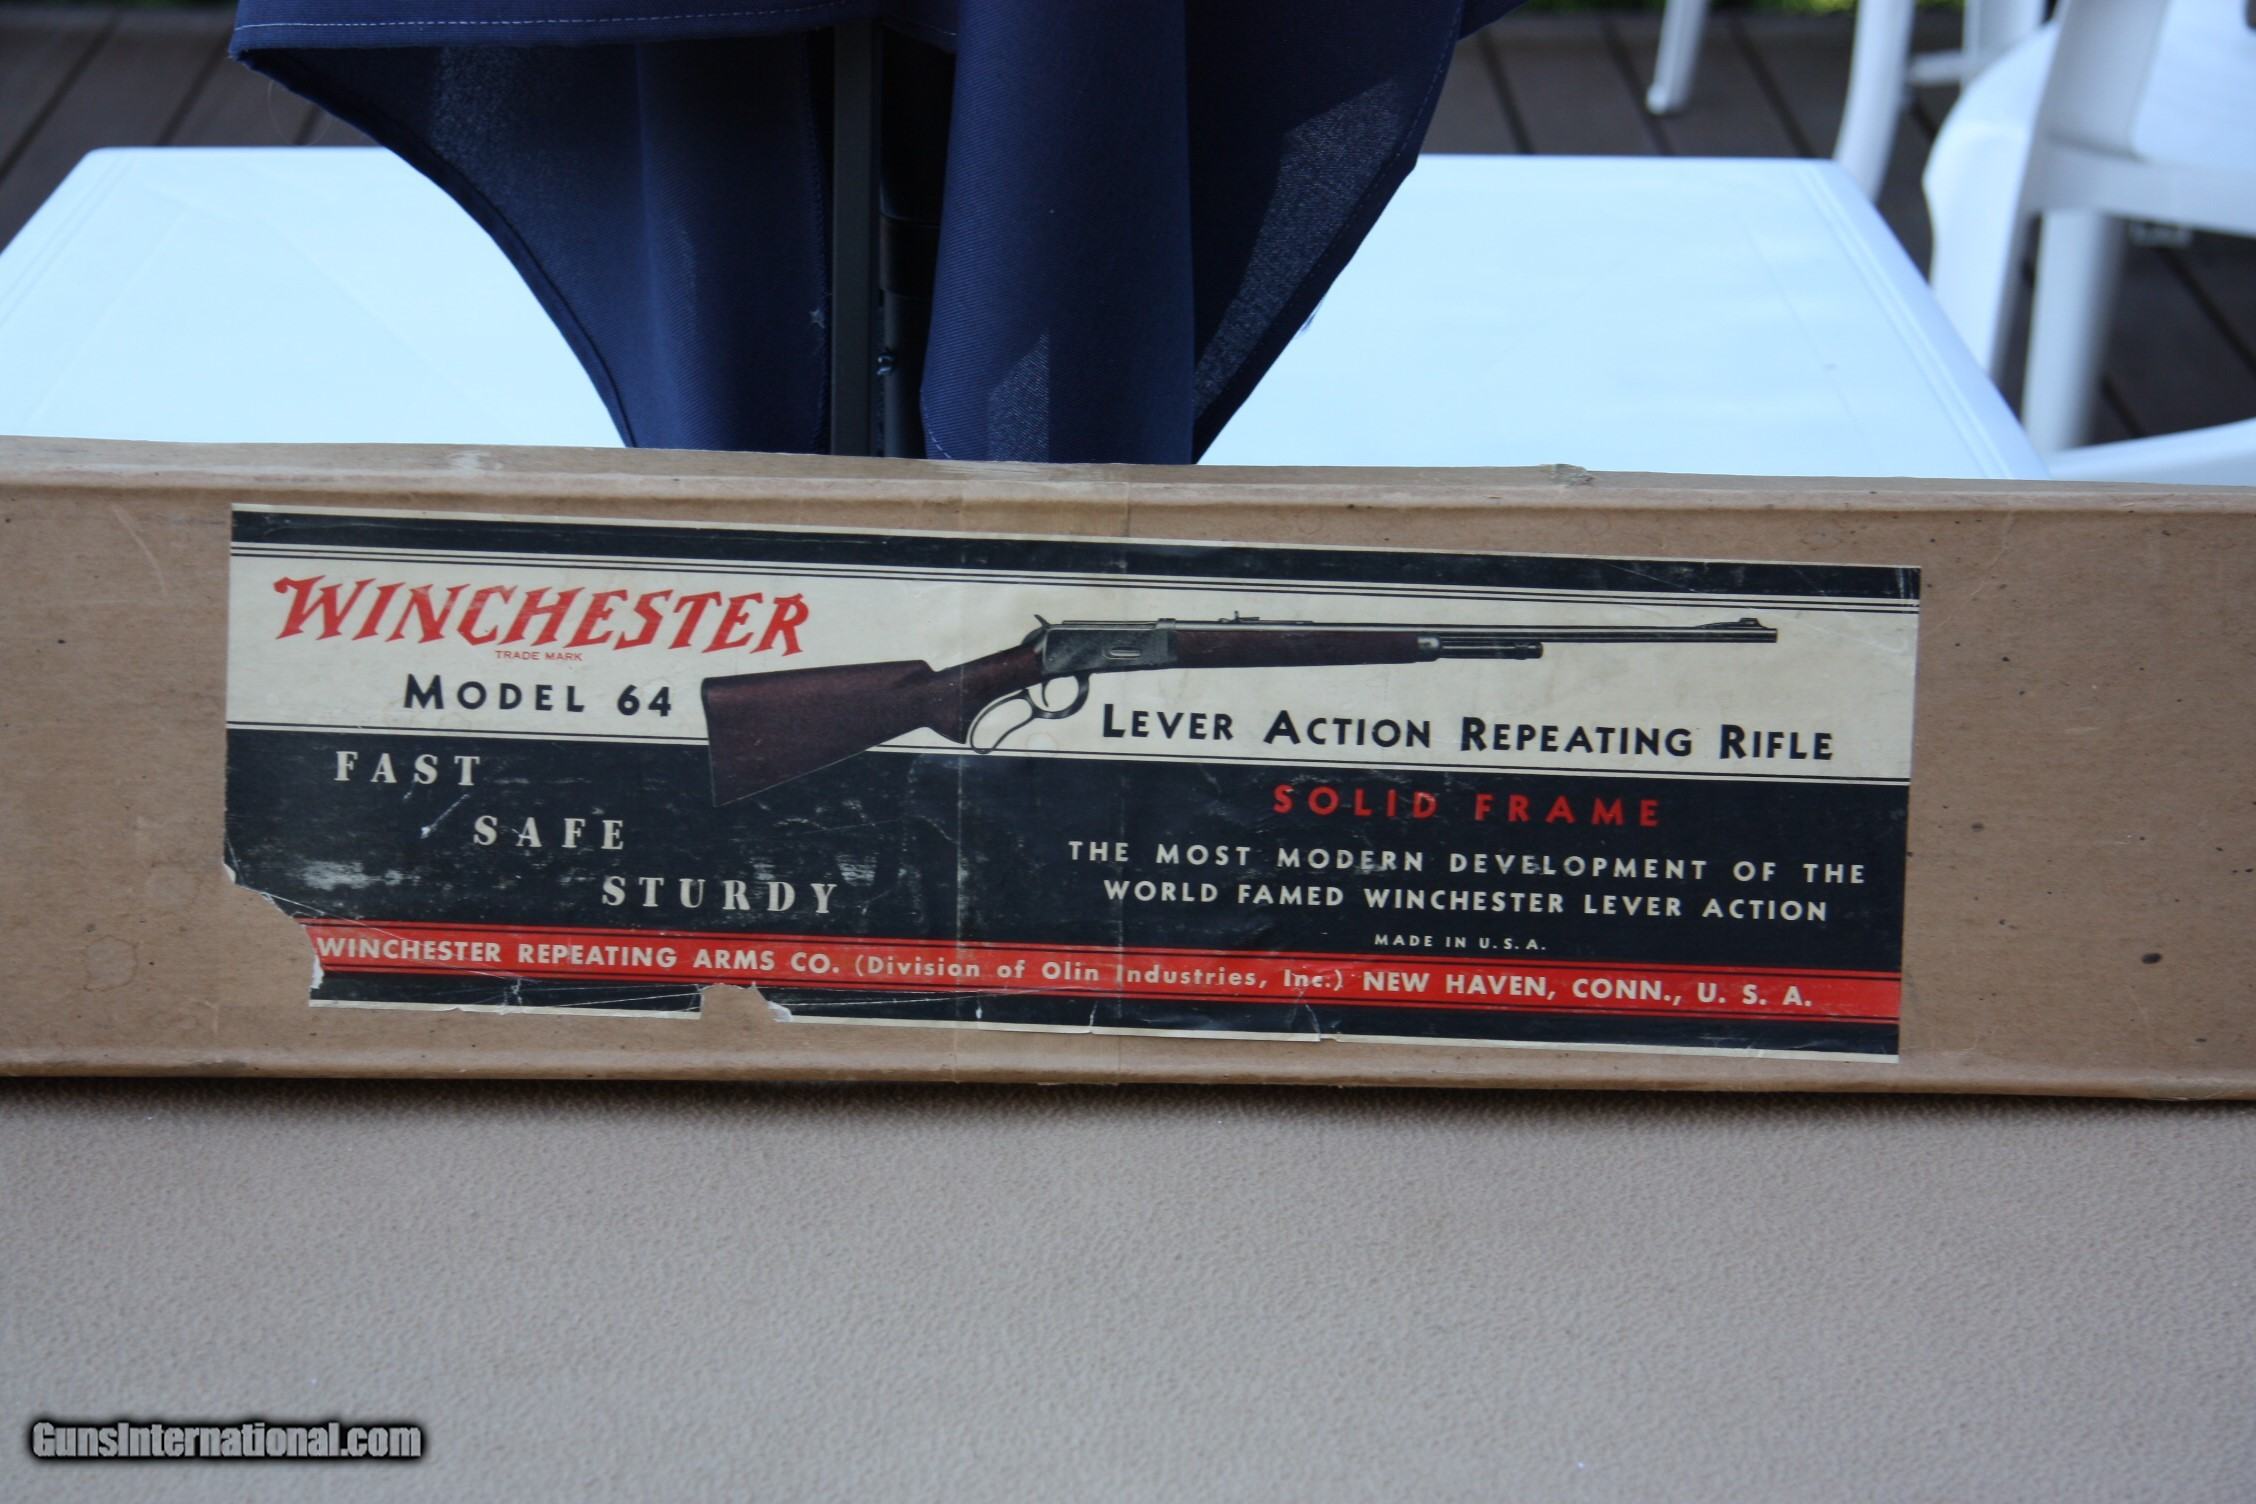 WINCHESTER
TRADE MARK
MODEL 64
LEVER ACTION REPEATING RIFLE
FAST
SAFE
STURDY
SOLID FRAME
THE MOST MODERN DEVELOPMENT OF THE
WORLD FAMED WINCHESTER LEVER ACTION
MADE IN U.S.A.
WINCHESTER REPEATING ARMS CO. (Division of Olin Industries, Inc.) NEW HAVEN, CONN., U. S. A.
GunsInternational.com